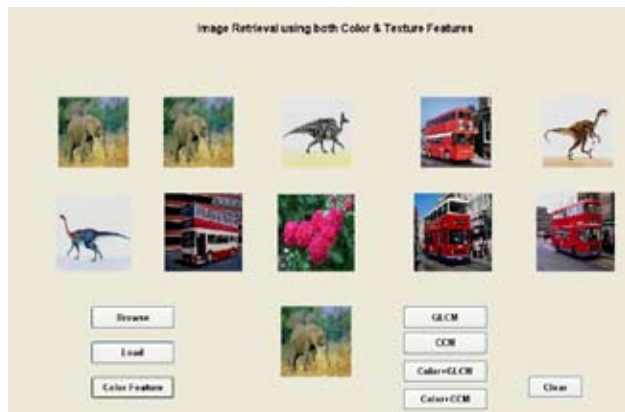 Image Retrieval using both Color & Texture Features
Browse
GLCM
Load
CCM
Color+GLCM
Color Feature
Color+CCM
Clear